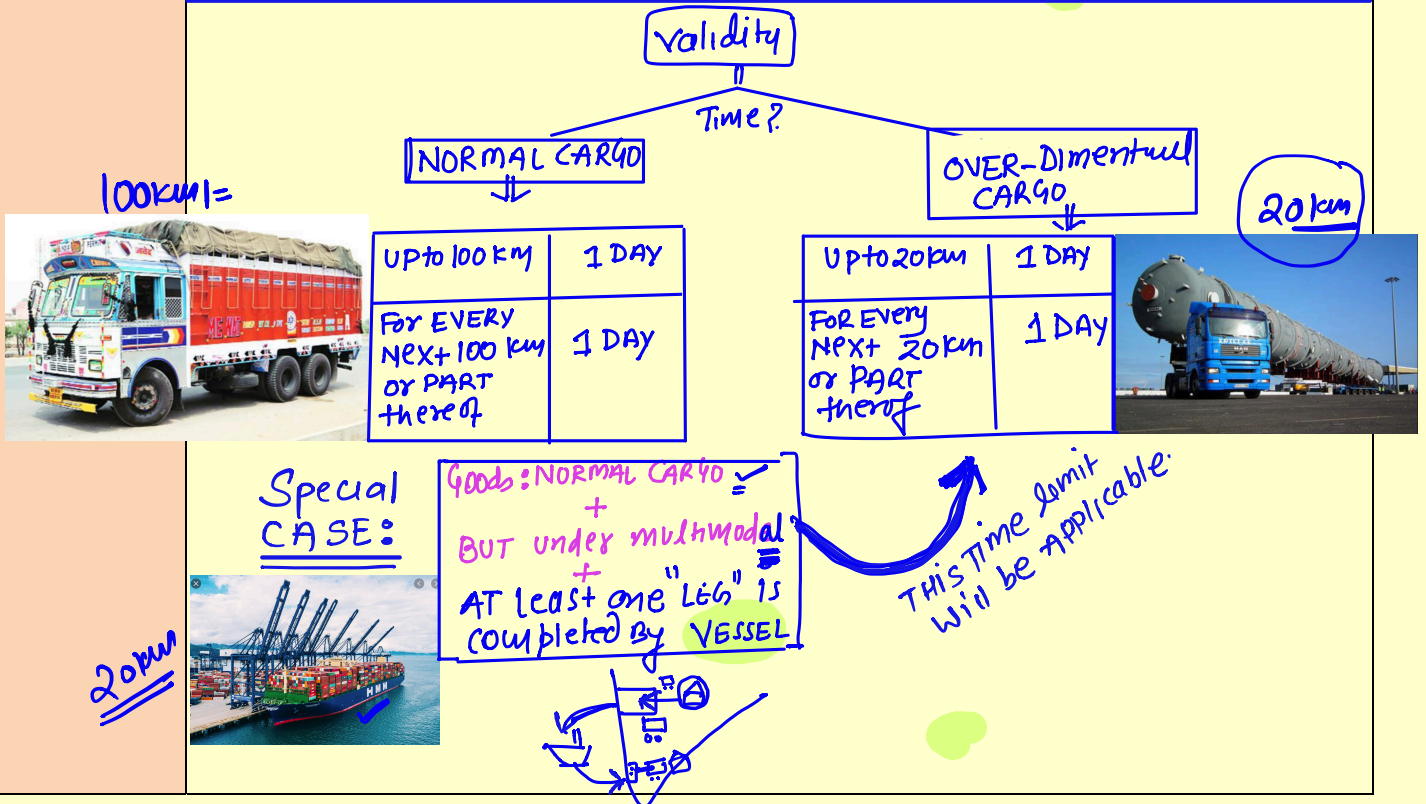 Validity
Time?
NORMAL CARGO
OVER-DIMENTIONAL
CARGO
100km=
20km
UPto 100 KM
1 DAY
For EVERY
Next 100 km
or PART
thereof
1 DAY
Upto 20km
1 DAY
FOR EVery
Next 20km
or PART
therof
1 DAY
Special
CASE:
Goods: NORMAL CARGO
+
BUT under multimodal
+
AT least one "LEG" is
completed By VESSEL
THis Time limit
will be Applicable.
20km
HMM